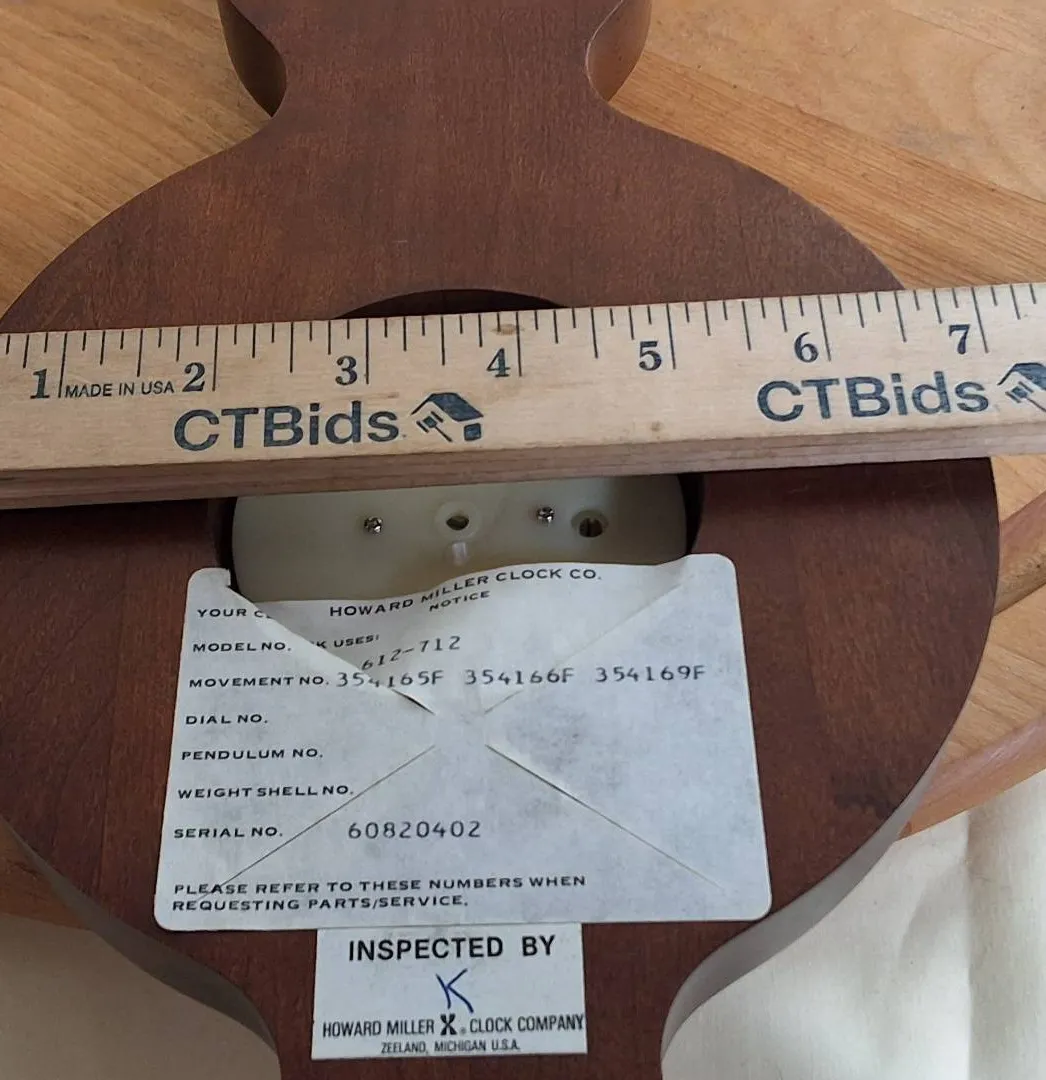 1 MADE IN USA 2 3 4 5 6 7
CTBids CTBids
HOWARD MILLER CLOCK CO.
NOTICE
YOUR CL K USES:
MODEL NO. 612-712
MOVEMENT NO. 354165F 354166F 354169F
DIAL NO.
PENDULUM NO.
WEIGHT SHELL NO.
SERIAL NO. 60820402
PLEASE REFER TO THESE NUMBERS WHEN
REQUESTING PARTS/SERVICE.
INSPECTED BY
K
HOWARD MILLER CLOCK COMPANY
ZEELAND, MICHIGAN U.S.A.